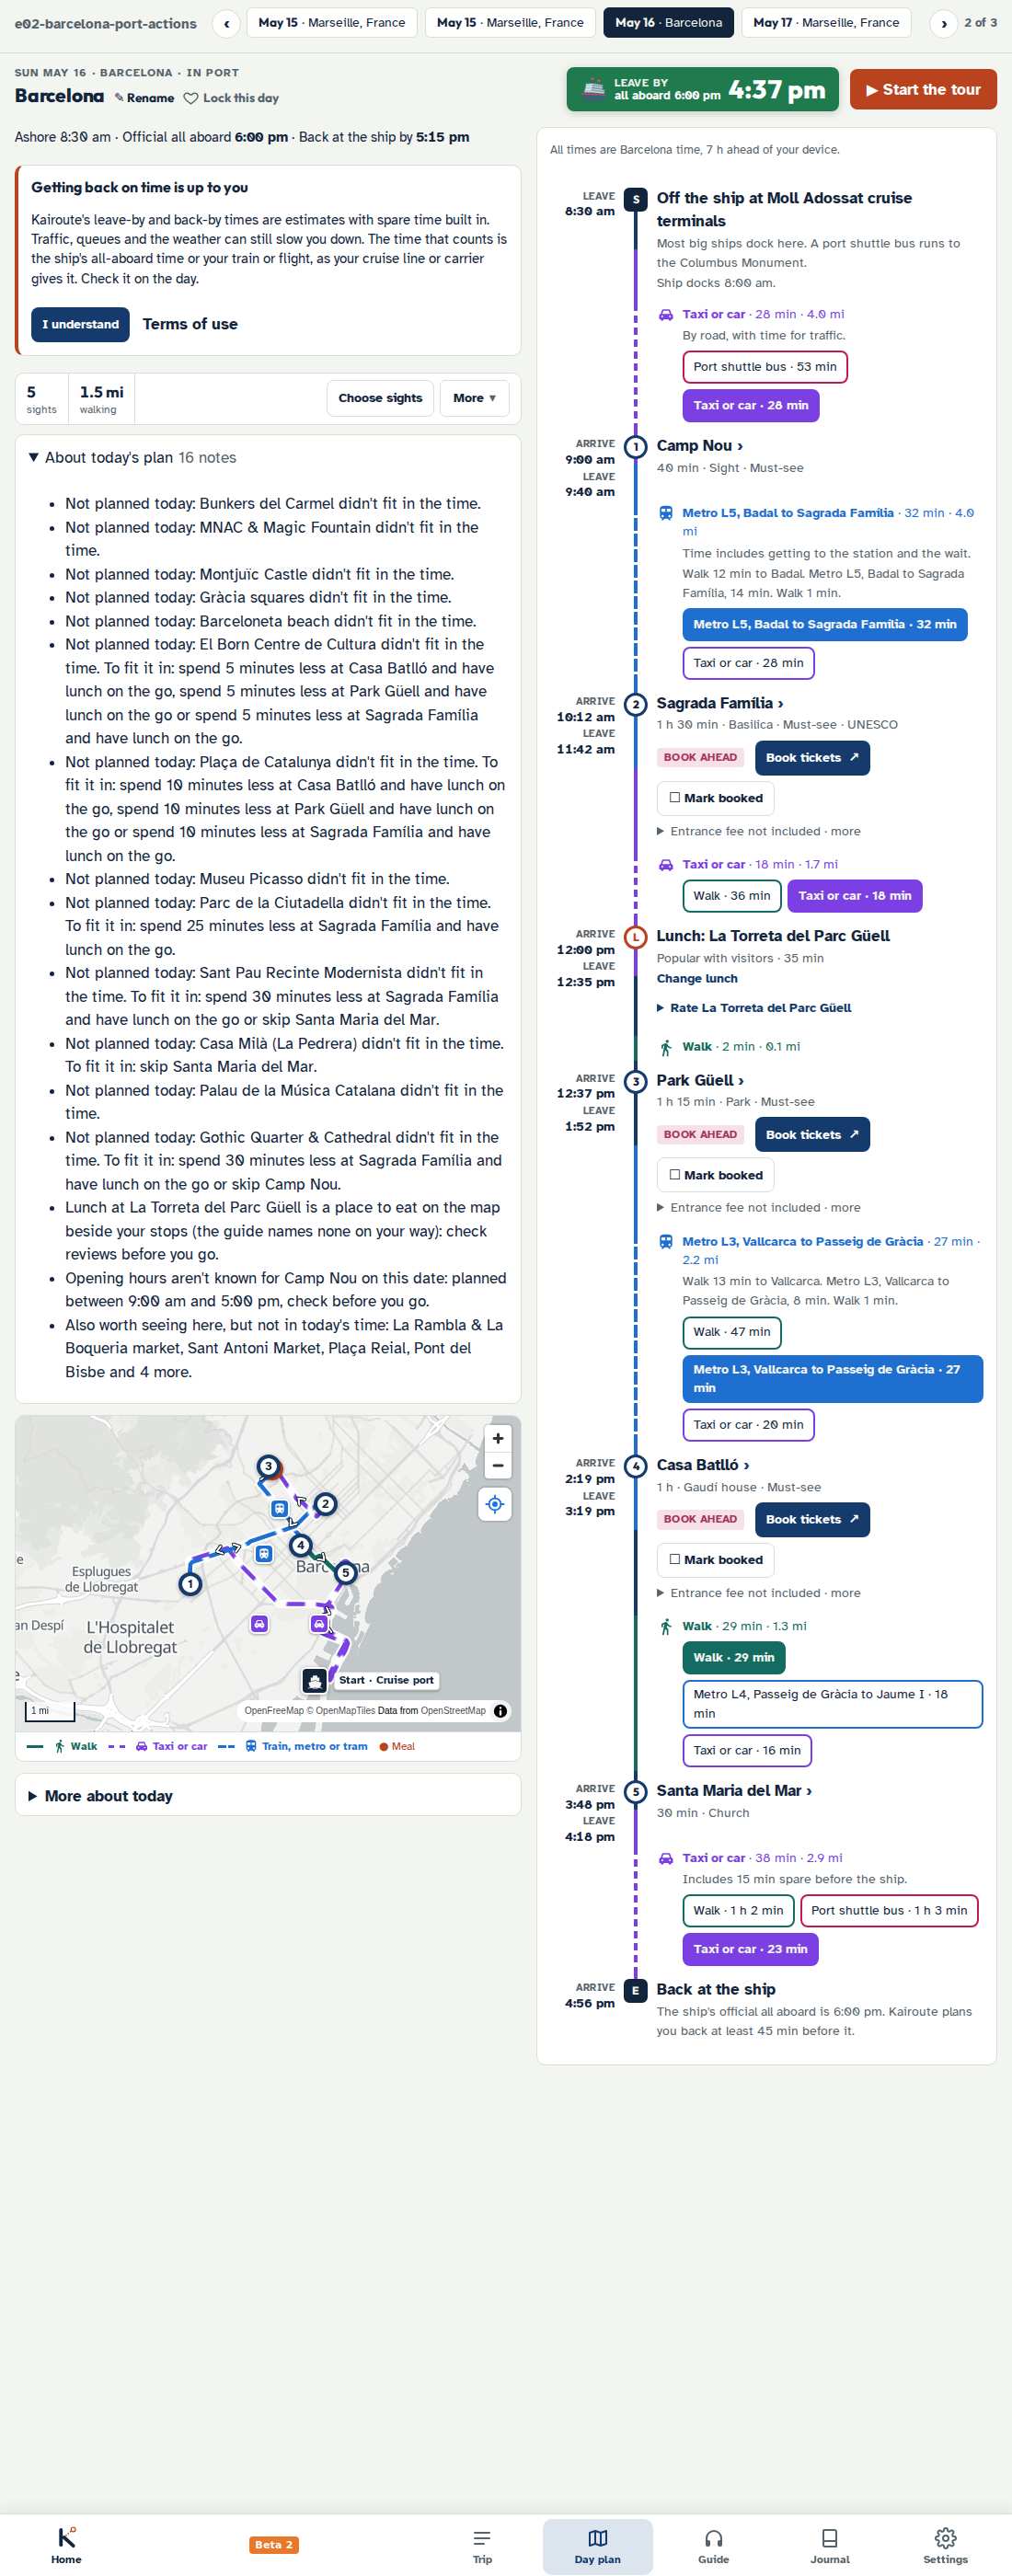 e02-barcelona-port-actions
‹
May 15 · Marseille, France
May 15 · Marseille, France
May 16 · Barcelona
May 17 · Marseille, France
›
2 of 3
SUN MAY 16 · BARCELONA · IN PORT
Barcelona
✎ Rename
Lock this day
LEAVE BY
all aboard 6:00 pm
4:37 pm
▶ Start the tour
Ashore 8:30 am · Official all aboard 6:00 pm · Back at the ship by 5:15 pm
Getting back on time is up to you
Kairoute's leave-by and back-by times are estimates with spare time built in.
Traffic, queues and the weather can still slow you down. The time that counts is
the ship's all-aboard time or your train or flight, as your cruise line or carrier
gives it. Check it on the day.
I understand
Terms of use
5
sights
1.5 mi
walking
Choose sights
More ▼
▼ About today's plan 16 notes
• Not planned today: Bunkers del Carmel didn't fit in the time.
• Not planned today: MNAC & Magic Fountain didn't fit in the
time.
• Not planned today: Montjuïc Castle didn't fit in the time.
• Not planned today: Gràcia squares didn't fit in the time.
• Not planned today: Barceloneta beach didn't fit in the time.
• Not planned today: El Born Centre de Cultura didn't fit in the
time. To fit it in: spend 5 minutes less at Casa Batlló and have
lunch on the go, spend 5 minutes less at Park Güell and have
lunch on the go or spend 5 minutes less at Sagrada Família
and have lunch on the go.
• Not planned today: Plaça de Catalunya didn't fit in the time. To
fit it in: spend 10 minutes less at Casa Batlló and have lunch on
the go, spend 10 minutes less at Park Güell and have lunch on
the go or spend 10 minutes less at Sagrada Família and have
lunch on the go.
• Not planned today: Museu Picasso didn't fit in the time.
• Not planned today: Parc de la Ciutadella didn't fit in the time.
To fit it in: spend 25 minutes less at Sagrada Família and have
lunch on the go.
• Not planned today: Sant Pau Recinte Modernista didn't fit in
the time. To fit it in: spend 30 minutes less at Sagrada Família
and have lunch on the go or skip Santa Maria del Mar.
• Not planned today: Casa Milà (La Pedrera) didn't fit in the time.
To fit it in: skip Santa Maria del Mar.
• Not planned today: Palau de la Música Catalana didn't fit in the
time.
• Not planned today: Gothic Quarter & Cathedral didn't fit in the
time. To fit it in: spend 30 minutes less at Sagrada Família and
have lunch on the go or skip Camp Nou.
• Lunch at La Torreta del Parc Güell is a place to eat on the map
beside your stops (the guide names none on your way): check
reviews before you go.
• Opening hours aren't known for Camp Nou on this date: planned
between 9:00 am and 5:00 pm, check before you go.
• Also worth seeing here, but not in today's time: La Rambla & La
Boqueria market, Sant Antoni Market, Plaça Reial, Pont del
Bisbe and 4 more.
3
2
4
5
1
Esplugues
de Llobregat
an Despí
L'Hospitalet
de Llobregat
Start · Cruise port
1 mi
OpenFreeMap © OpenMapTiles Data from OpenStreetMap
Walk
Taxi or car
Train, metro or tram
Meal
▶ More about today
All times are Barcelona time, 7 h ahead of your device.
LEAVE
8:30 am
S
Off the ship at Moll Adossat cruise
terminals
Most big ships dock here. A port shuttle bus runs to
the Columbus Monument.
Ship docks 8:00 am.
Taxi or car · 28 min · 4.0 mi
By road, with time for traffic.
Port shuttle bus · 53 min
Taxi or car · 28 min
ARRIVE
9:00 am
LEAVE
9:40 am
1
Camp Nou ›
40 min · Sight · Must-see
Metro L5, Badal to Sagrada Família · 32 min · 4.0
mi
Time includes getting to the station and the wait.
Walk 12 min to Badal. Metro L5, Badal to Sagrada
Família, 14 min. Walk 1 min.
Metro L5, Badal to Sagrada Família · 32 min
Taxi or car · 28 min
ARRIVE
10:12 am
LEAVE
11:42 am
2
Sagrada Família ›
1 h 30 min · Basilica · Must-see · UNESCO
BOOK AHEAD
Book tickets ↗
☐ Mark booked
▶ Entrance fee not included · more
Taxi or car · 18 min · 1.7 mi
Walk · 36 min
Taxi or car · 18 min
ARRIVE
12:00 pm
LEAVE
12:35 pm
L
Lunch: La Torreta del Parc Güell
Popular with visitors · 35 min
Change lunch
▶ Rate La Torreta del Parc Güell
Walk · 2 min · 0.1 mi
ARRIVE
12:37 pm
LEAVE
1:52 pm
3
Park Güell ›
1 h 15 min · Park · Must-see
BOOK AHEAD
Book tickets ↗
☐ Mark booked
▶ Entrance fee not included · more
Metro L3, Vallcarca to Passeig de Gràcia · 27 min ·
2.2 mi
Walk 13 min to Vallcarca. Metro L3, Vallcarca to
Passeig de Gràcia, 8 min. Walk 1 min.
Walk · 47 min
Metro L3, Vallcarca to Passeig de Gràcia · 27
min
Taxi or car · 20 min
ARRIVE
2:19 pm
LEAVE
3:19 pm
4
Casa Batlló ›
1 h · Gaudí house · Must-see
BOOK AHEAD
Book tickets ↗
☐ Mark booked
▶ Entrance fee not included · more
Walk · 29 min · 1.3 mi
Walk · 29 min
Metro L4, Passeig de Gràcia to Jaume I · 18
min
Taxi or car · 16 min
ARRIVE
3:48 pm
LEAVE
4:18 pm
5
Santa Maria del Mar ›
30 min · Church
Taxi or car · 38 min · 2.9 mi
Includes 15 min spare before the ship.
Walk · 1 h 2 min
Port shuttle bus · 1 h 3 min
Taxi or car · 23 min
ARRIVE
4:56 pm
E
Back at the ship
The ship's official all aboard is 6:00 pm. Kairoute plans
you back at least 45 min before it.
Home
Beta 2
Trip
Day plan
Guide
Journal
Settings